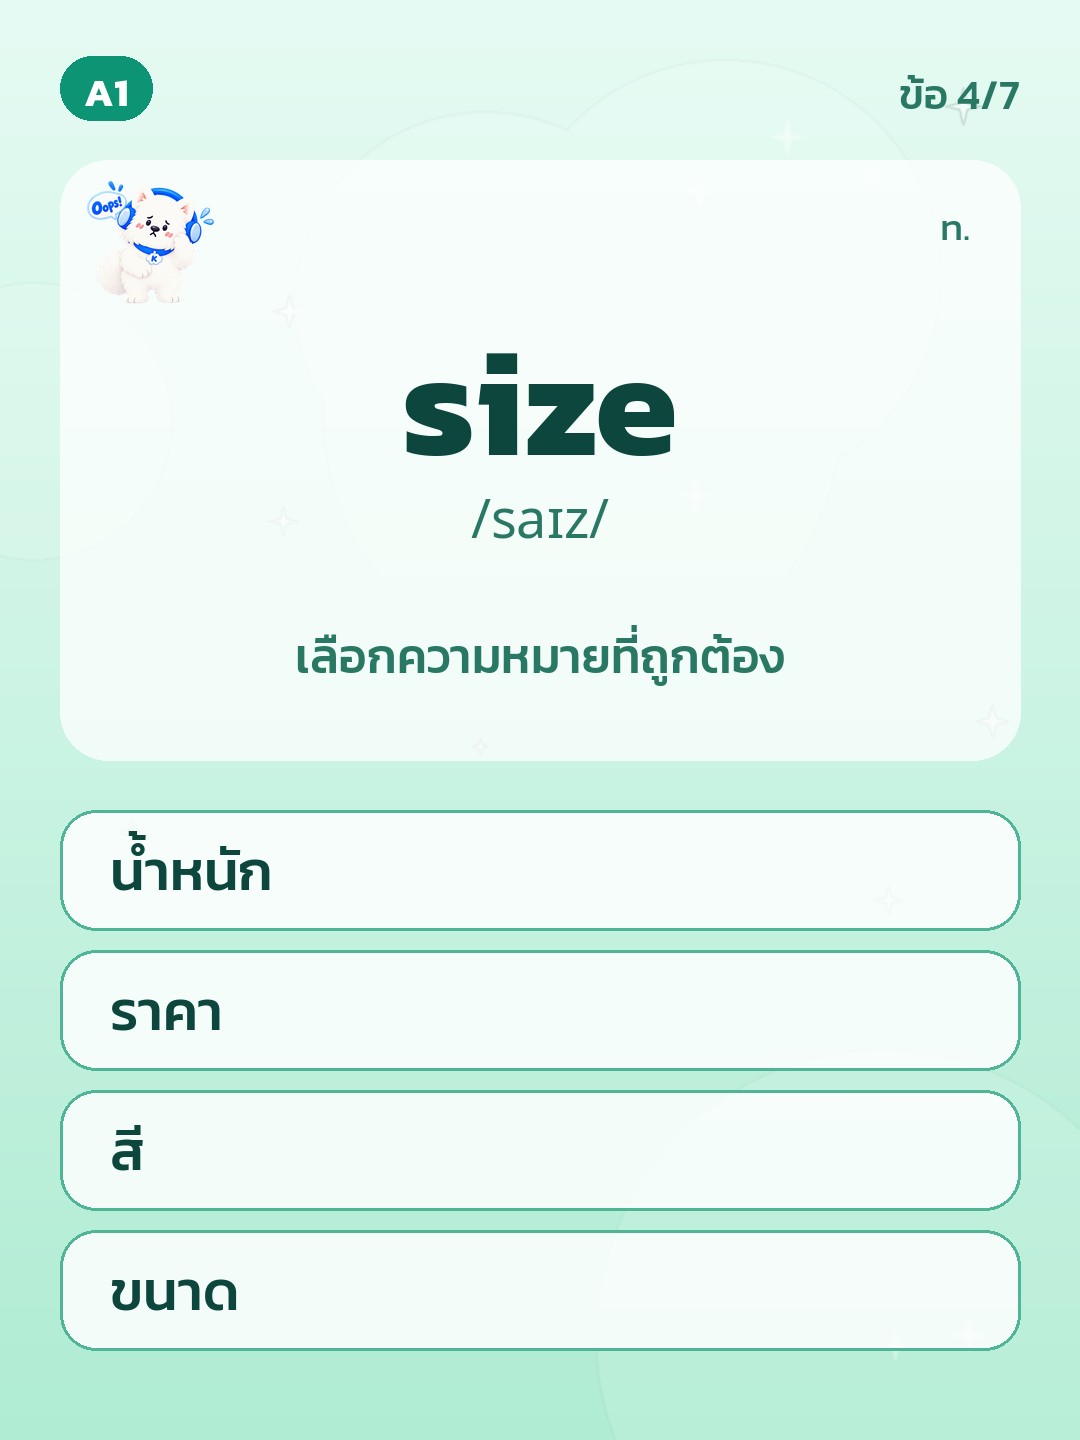 A1
ข้อ 4/7
Oops!
n.
K
size
/saɪz/
เลือกความหมายที่ถูกต้อง
น้ำหนัก
ราคา
สี
ขนาด